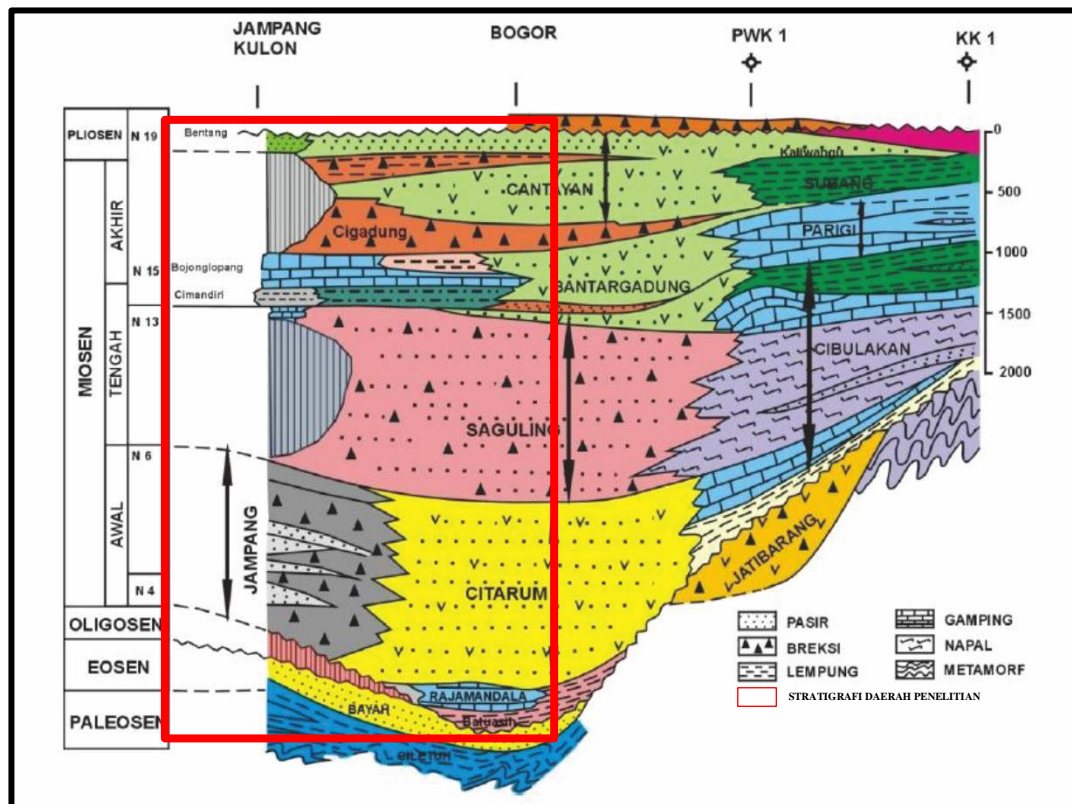 JAMPANG
KULON
BOGOR
PWK 1
KK 1
PLIOSEN
MIOSEN
AKHIR
TENGAH
AWAL
OLIGOSEN
EOSEN
PALEOSEN
N 19
N 15
N 13
N 6
N 4
Bentang
Bojonglopang
Cimandiri
0
500
1000
1500
2000
Kaliwangu
CANTAYAN
SUBANG
Cigadung
PARIGI
BANTARGADUNG
CIBULAKAN
SAGULING
JAMPANG
CITARUM
JATIBARANG
RAJAMANDALA
BAYAH
Batuasih
CILETUH
PASIR
BREKSI
LEMPUNG
GAMPING
NAPAL
METAMORF
STRATIGRAFI DAERAH PENELITIAN